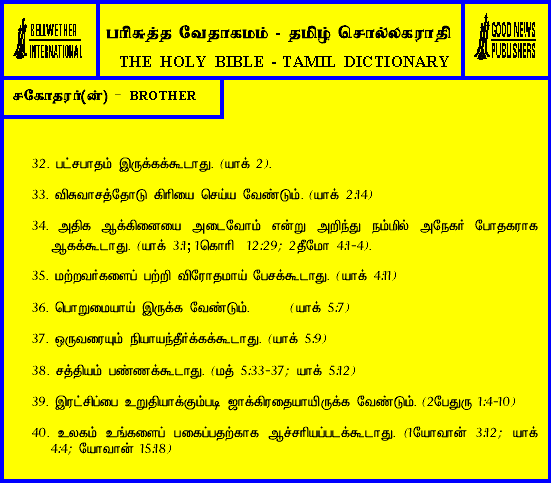 BELLWETHER
INTERNATIONAL
பரிசுத்த வேதாகமம் - தமிழ் சொல்லகராதி
THE HOLY BIBLE - TAMIL DICTIONARY
GOOD NEWS
PUBLISHERS
சகோதரர்(ன்) - BROTHER
32. பட்சபாதம் இருக்கக்கூடாது. (யாக் 2).
33. விசுவாசத்தோடு கிரியை செய்ய வேண்டும். (யாக் 2:14)
34. அதிக ஆக்கினையை அடைவோம் என்று அறிந்து நம்மில் அநேகர் போதகராக
ஆகக்கூடாது. (யாக் 3:1; 1கொரி 12:29; 2தீமோ 4:1-4).
35. மற்றவர்களைப் பற்றி விரோதமாய் பேசக்கூடாது. (யாக் 4:11)
36. பொறுமையாய் இருக்க வேண்டும். (யாக் 5:7)
37. ஒருவரையும் நியாயந்தீர்க்கக்கூடாது. (யாக் 5:9)
38. சத்தியம் பண்ணக்கூடாது. (மத் 5:33-37; யாக் 5:12)
39. இரட்சிப்பை உறுதியாக்கும்படி ஜாக்கிரதையாயிருக்க வேண்டும். (2பேதுரு 1:4-10)
40. உலகம் உங்களைப் பகைப்பதற்காக ஆச்சரியப்படக்கூடாது. (1யோவான் 3:12; யாக்
4:4; யோவான் 15:18)